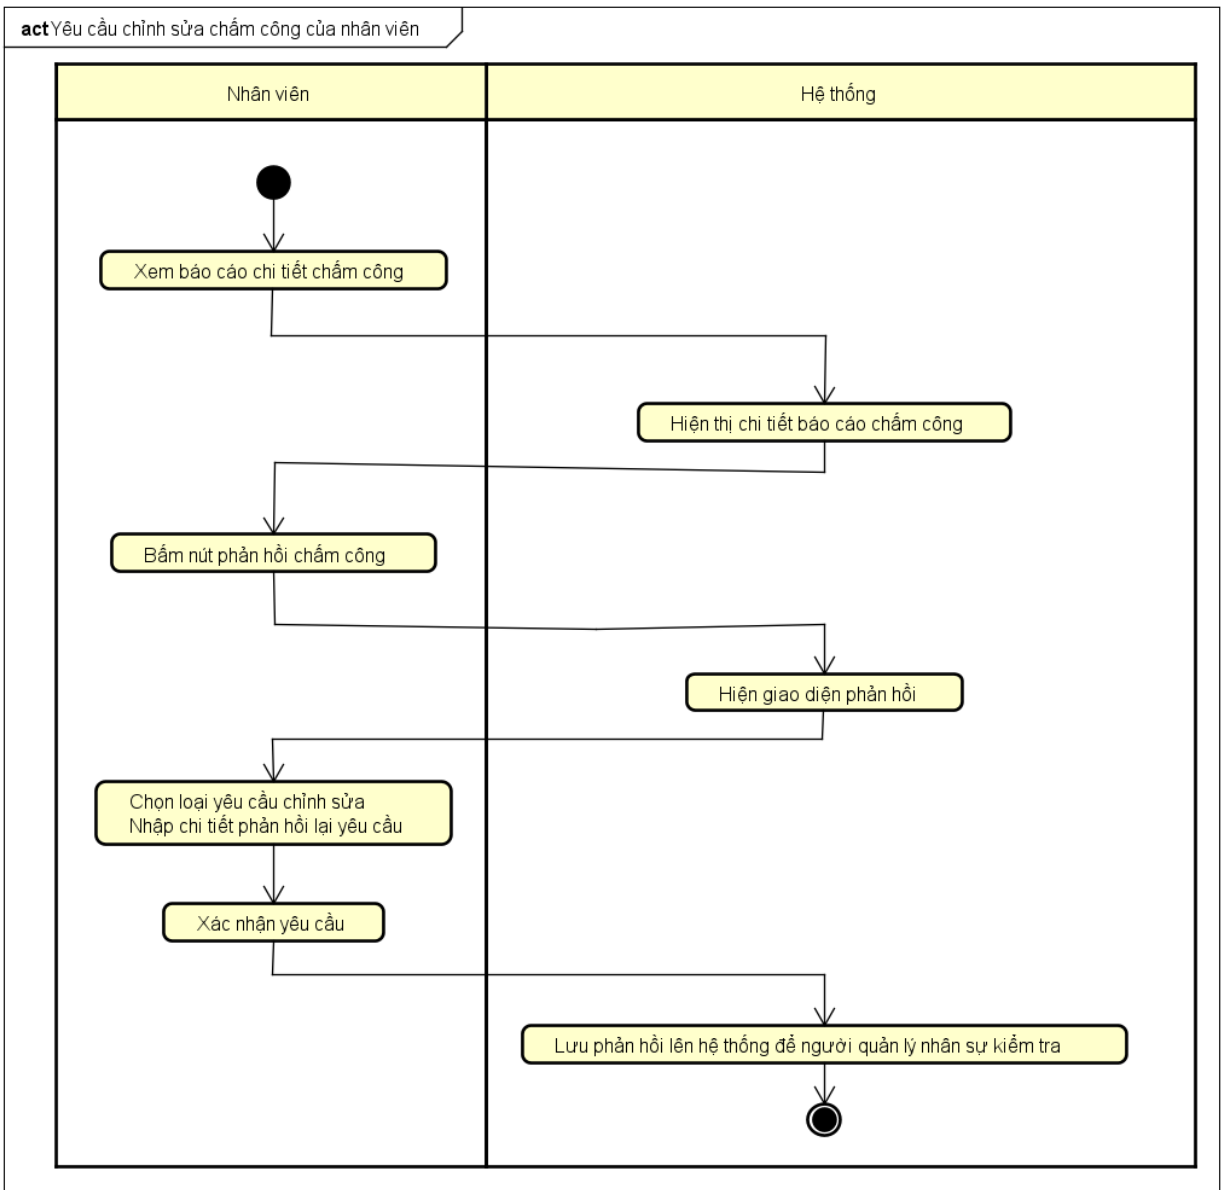 act Yêu cầu chỉnh sửa chấm công của nhân viên
Nhân viên
Hệ thống
Xem báo cáo chi tiết chấm công
Hiện thị chi tiết báo cáo chấm công
Bấm nút phản hồi chấm công
Hiện giao diện phản hồi
Chọn loại yêu cầu chỉnh sửa
Nhập chi tiết phản hồi lại yêu cầu
Xác nhận yêu cầu
Lưu phản hồi lên hệ thống để người quản lý nhân sự kiểm tra